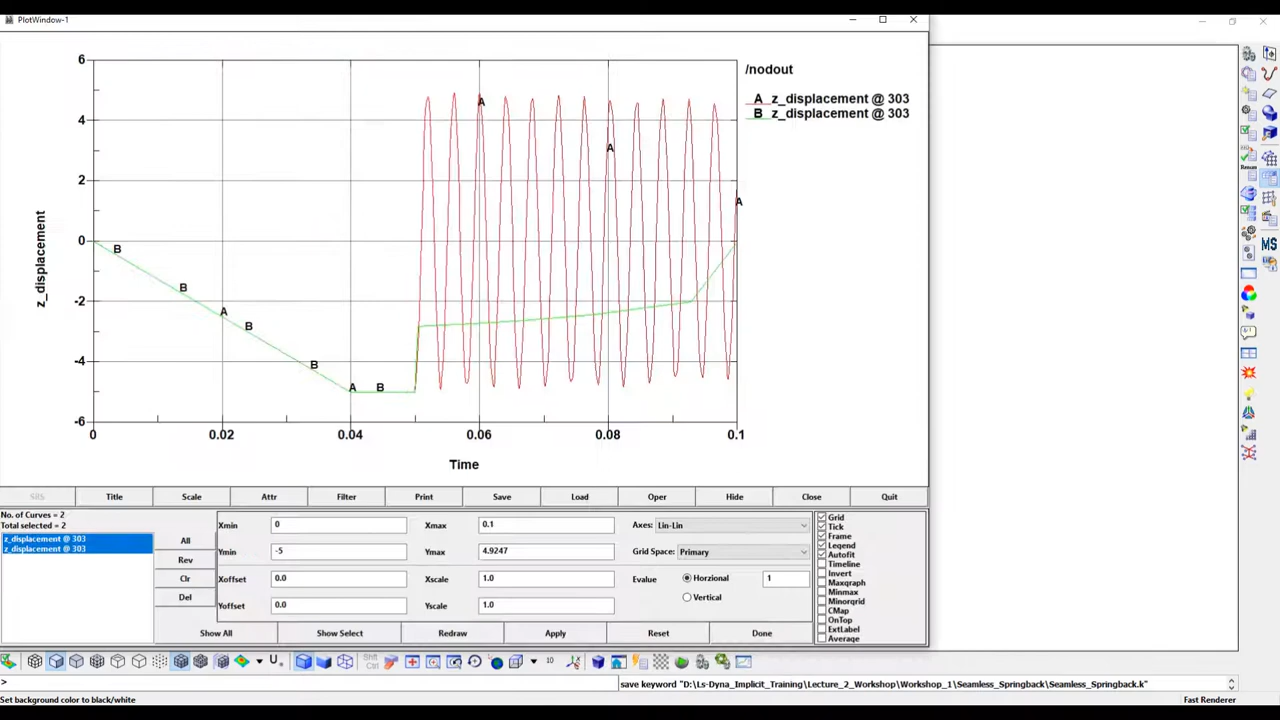 PlotWindow-1
6
4
2
0
-2
-4
-6
z_displacement
0
0.02
0.04
0.06
0.08
0.1
Time
B
B
A
B
B
A
B
A
A
A
/nodout
A z_displacement @ 303
B z_displacement @ 303
SRS
Title
Scale
Attr
Filter
Print
Save
Load
Oper
Hide
Close
Quit
No. of Curves = 2
Total selected = 2
z_displacement @ 303
z_displacement @ 303
All
Rev
Clr
Del
Xmin 0 Xmax 0.1 Axes: Lin-Lin
Ymin -5 Ymax 4.9247 Grid Space: Primary
Xoffset 0.0 Xscale 1.0 Evalue Horzional 1
Vertical
Yoffset 0.0 Yscale 1.0
Show All
Show Select
Redraw
Apply
Reset
Done
Grid
Tick
Frame
Legend
Autofit
Timeline
Invert
Maxgraph
Minmax
Minorgrid
CMap
OnTop
ExtLabel
Average
MS
U.
Shft
Ctrl
10
>
save keyword "D:\Ls-Dyna_Implicit_Training\Lecture_2_Workshop\Workshop_1\Seamless_Springback\Seamless_Springback.k"
Set background color to black/white
Fast Renderer